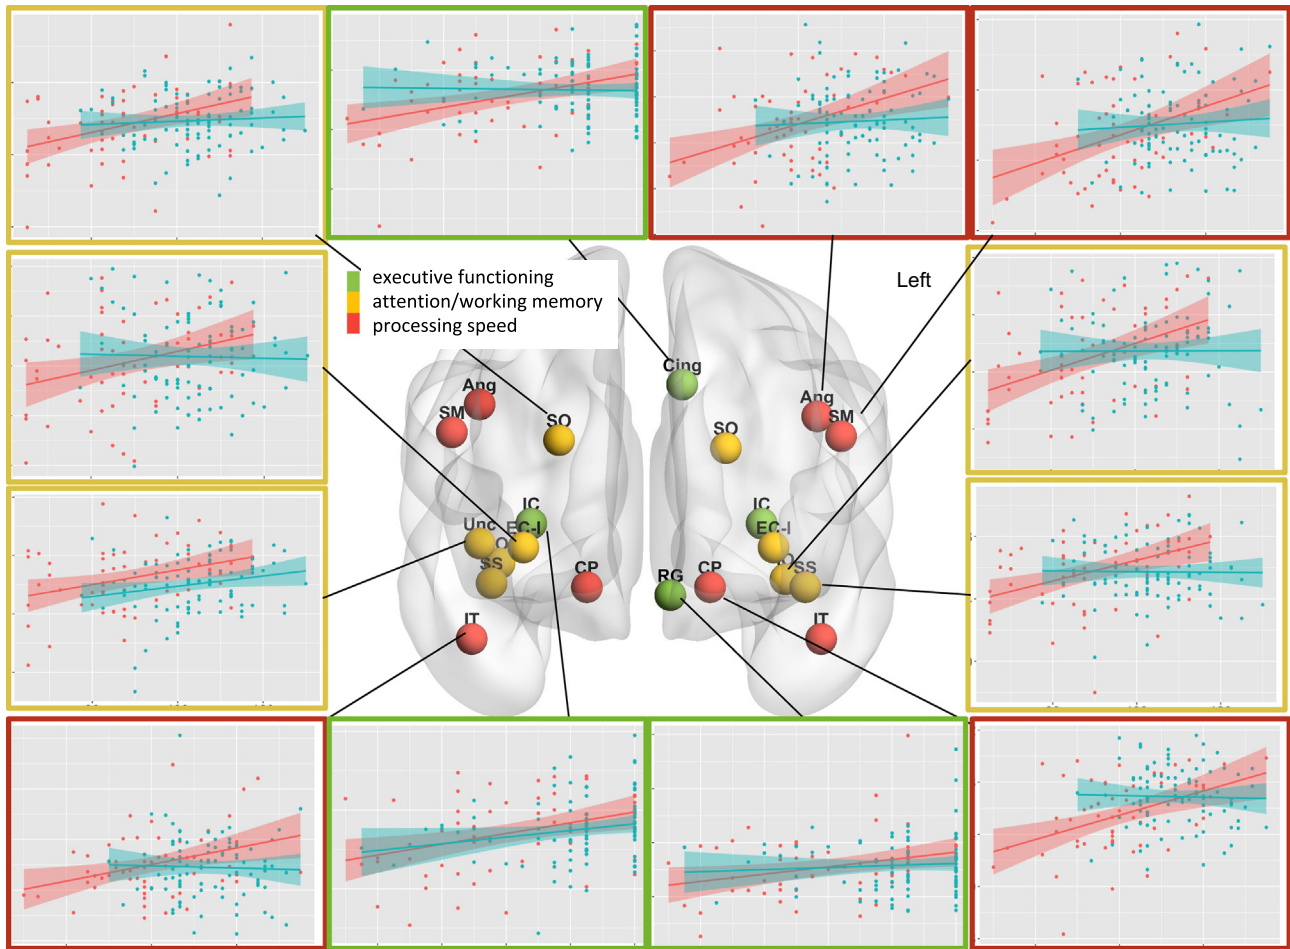 executive functioning
attention/working memory
processing speed
Left
Cing
Ang
Ang
SM
SM
SO
SO
IC
IC
Unc
EC-I
EC-I
SS
SS
CP
RG
CP
IT
IT